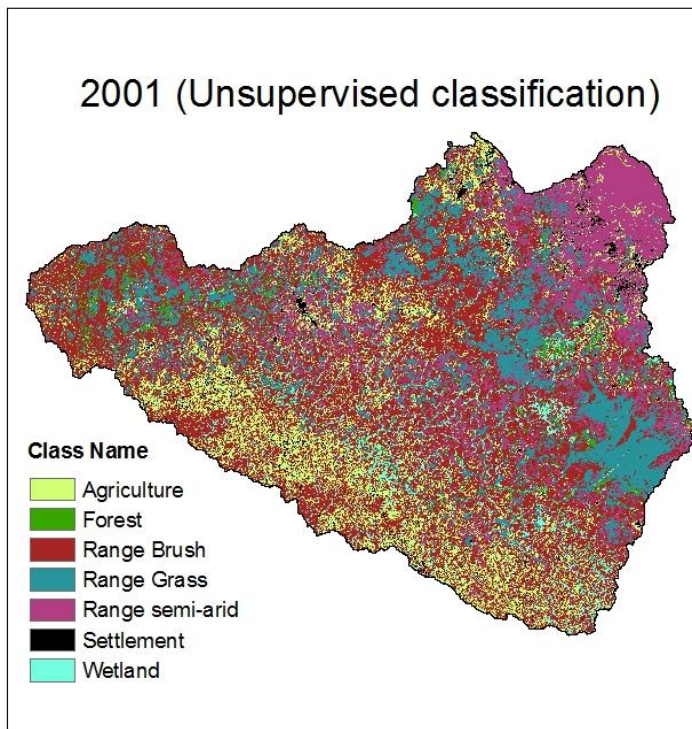 2001 (Unsupervised classification)
Class Name
Agriculture
Forest
Range Brush
Range Grass
Range semi-arid
Settlement
Wetland